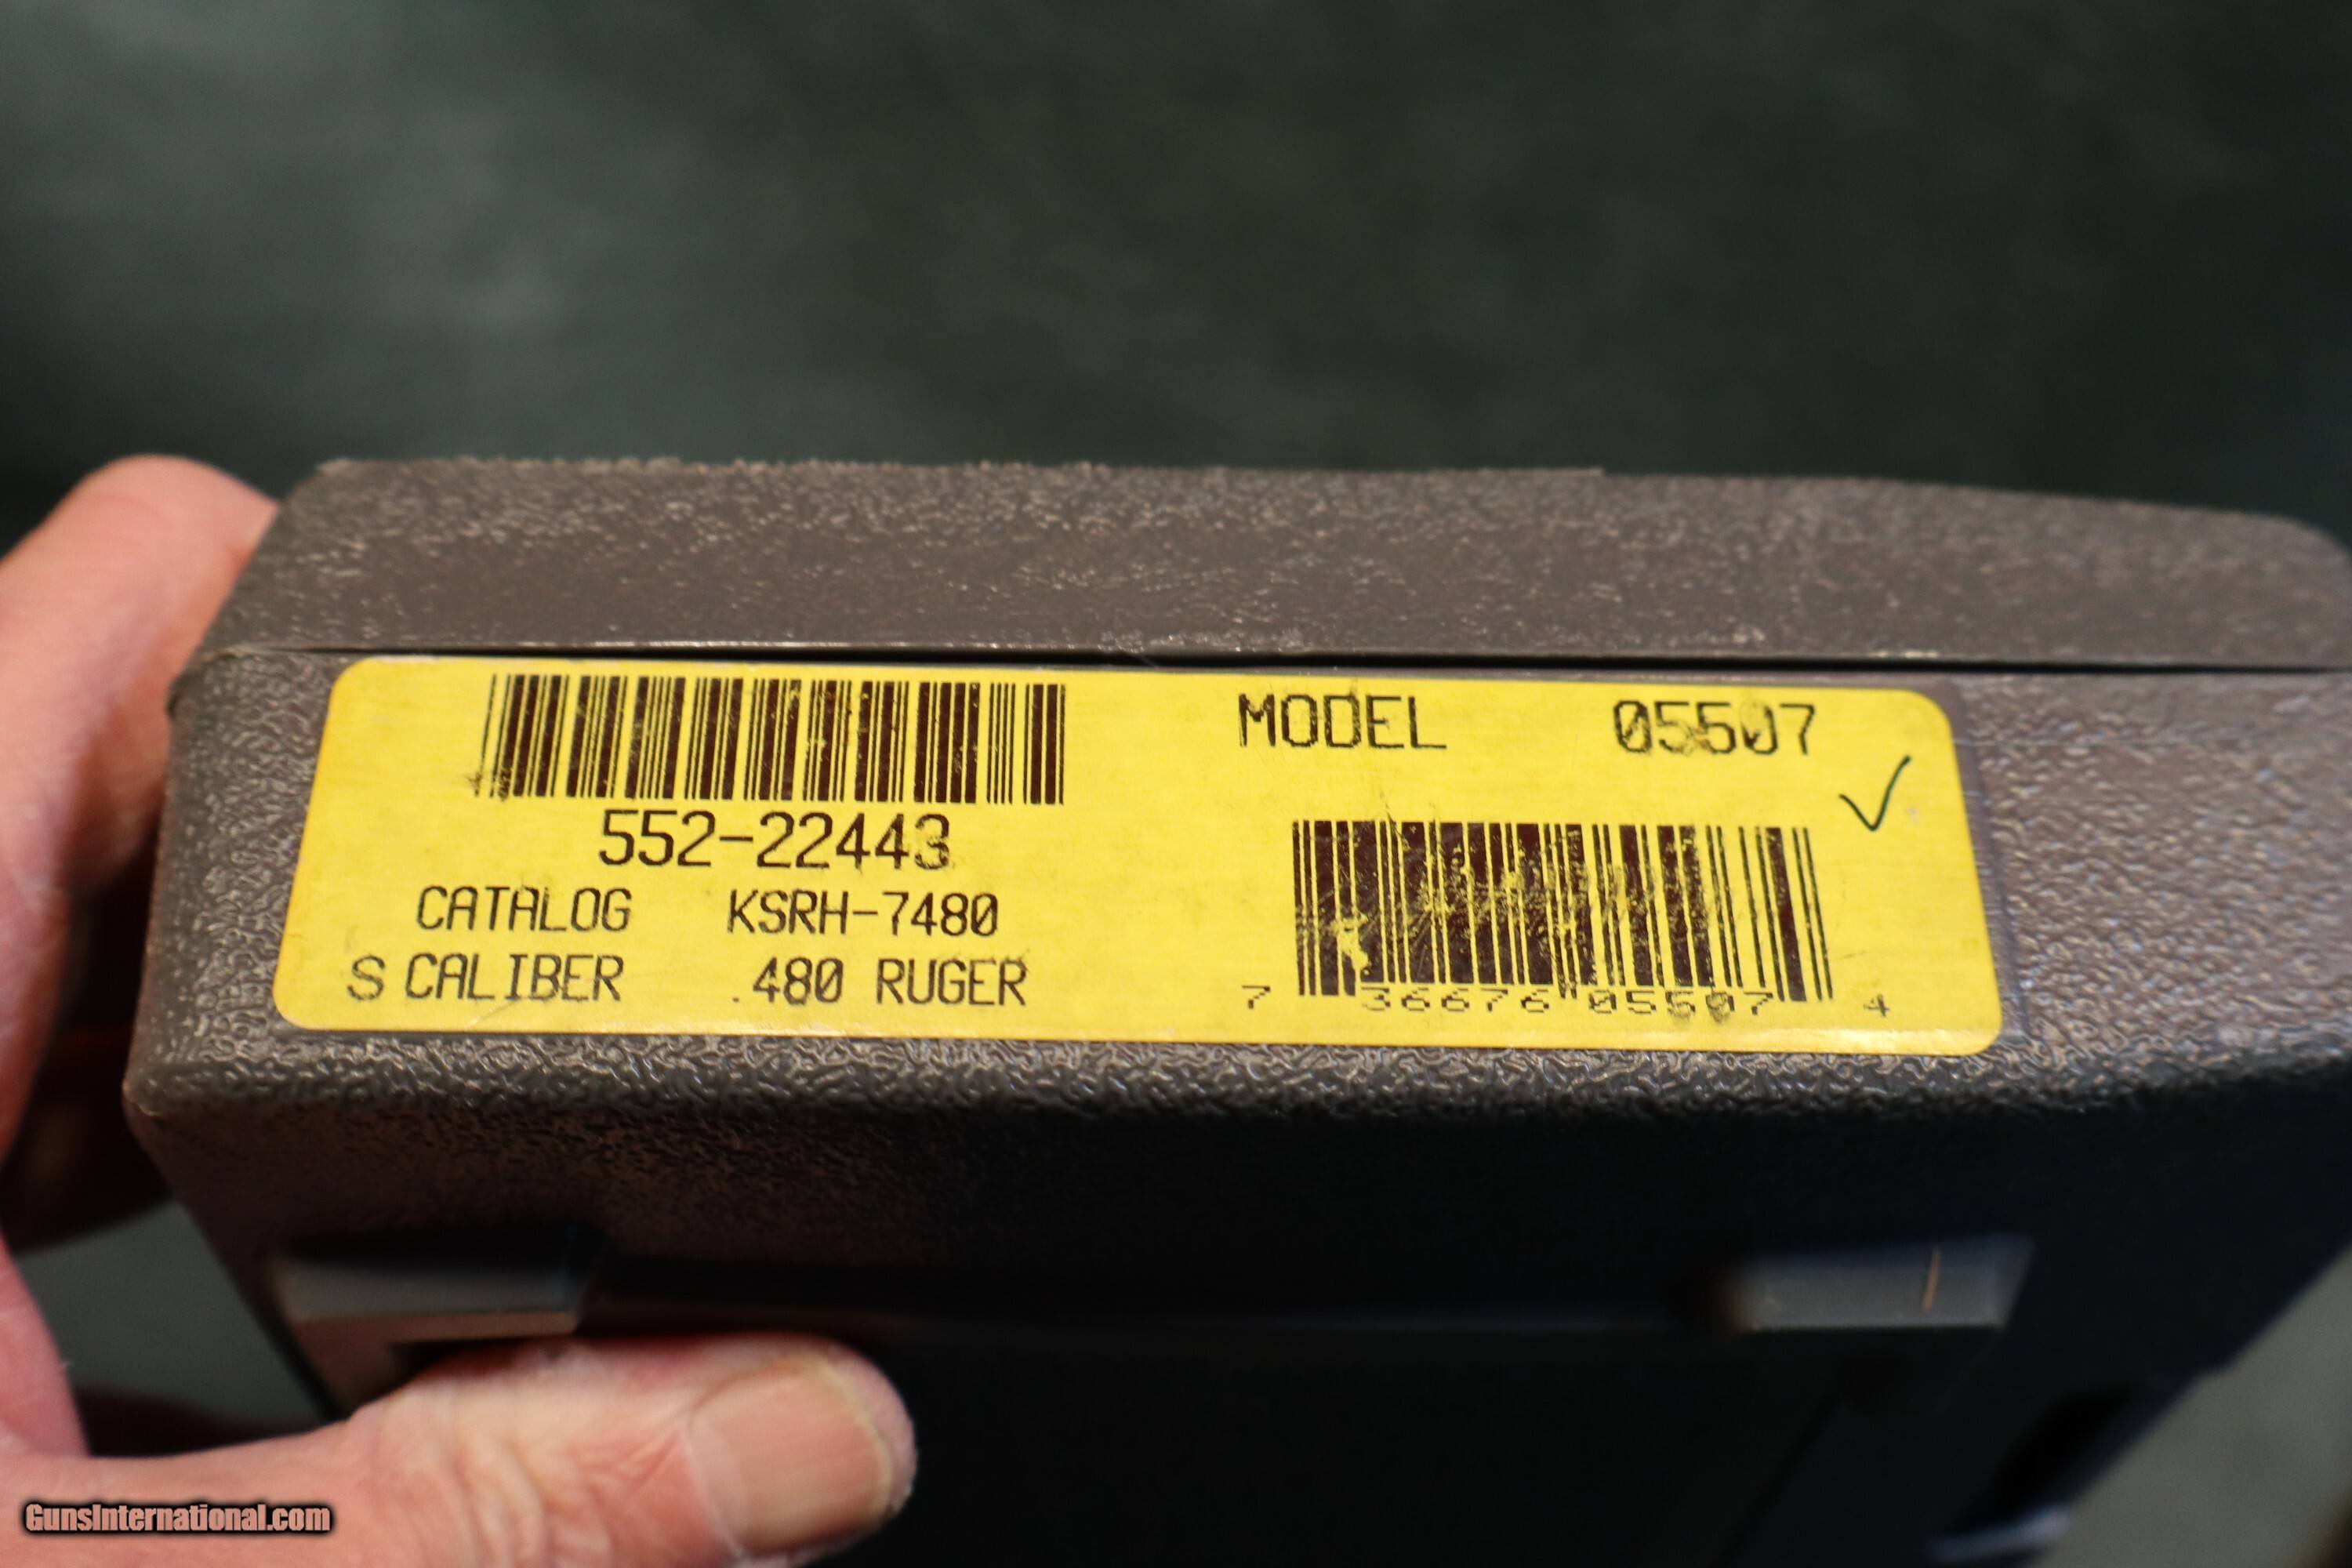 MODEL 05507
552-22443
CATALOG KSRH-7480
S CALIBER .480 RUGER
7 36676 05507 4
GunsInternational.com